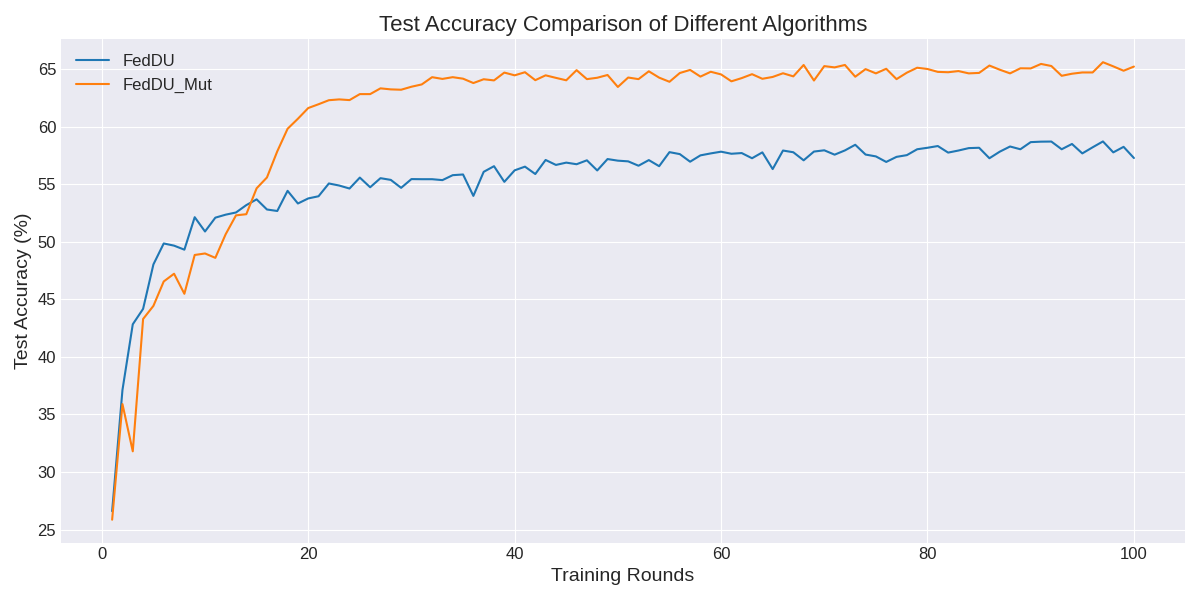 Test Accuracy Comparison of Different Algorithms
FedDU
FedDU_Mut
Test Accuracy (%)
65
60
55
50
45
40
35
30
25
0 20 40 60 80 100
Training Rounds